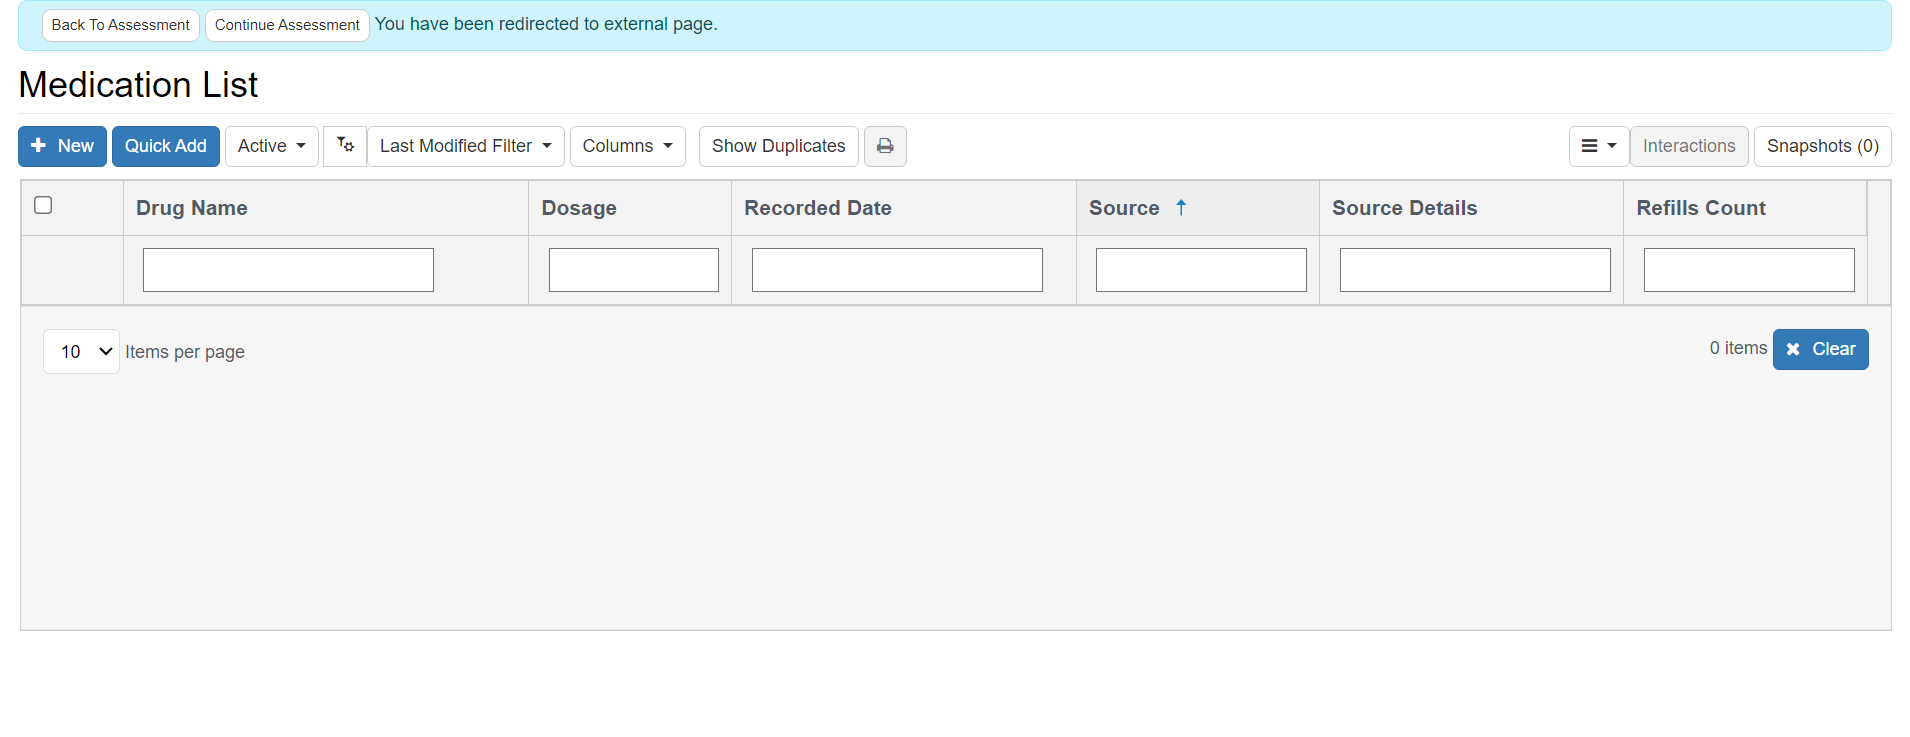 Back To Assessment Continue Assessment You have been redirected to external page.
Medication List
New Quick Add Active Last Modified Filter Columns Show Duplicates Interactions Snapshots (0)
Drug Name Dosage Recorded Date Source Source Details Refills Count
10 Items per page 0 items Clear